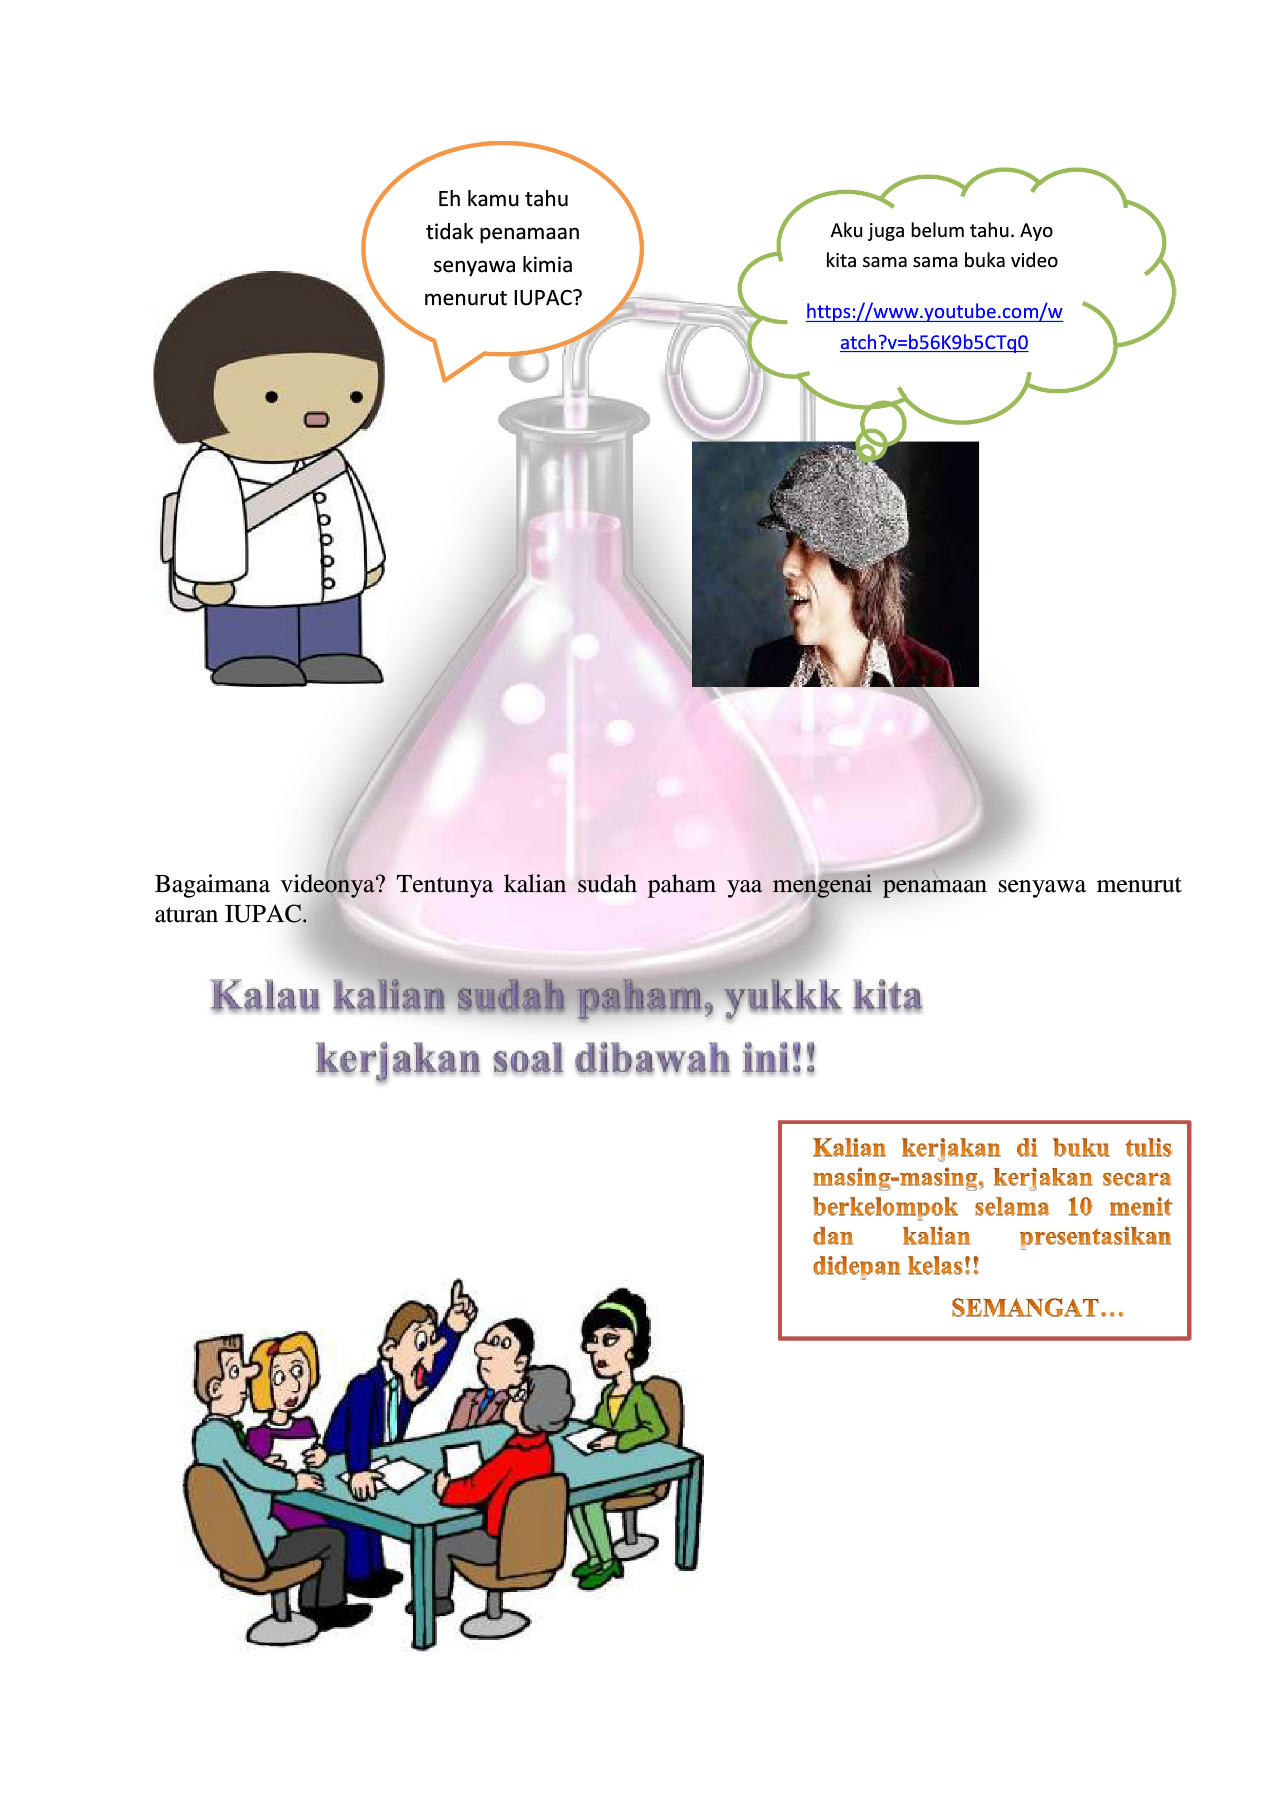 Eh kamu tahu
tidak penamaan
senyawa kimia
menurut IUPAC?
Aku juga belum tahu. Ayo
kita sama sama buka video
https://www.youtube.com/w
atch?v=b56K9b5CTq0
Bagaimana videonya? Tentunya kalian sudah paham yaa mengenai penamaan senyawa menurut
aturan IUPAC.
Kalau kalian sudah paham, yukkk kita
kerjakan soal dibawah ini!!
Kalian kerjakan di buku tulis
masing-masing, kerjakan secara
berkelompok selama 10 menit
dan kalian presentasikan
didepan kelas!!
SEMANGAT...